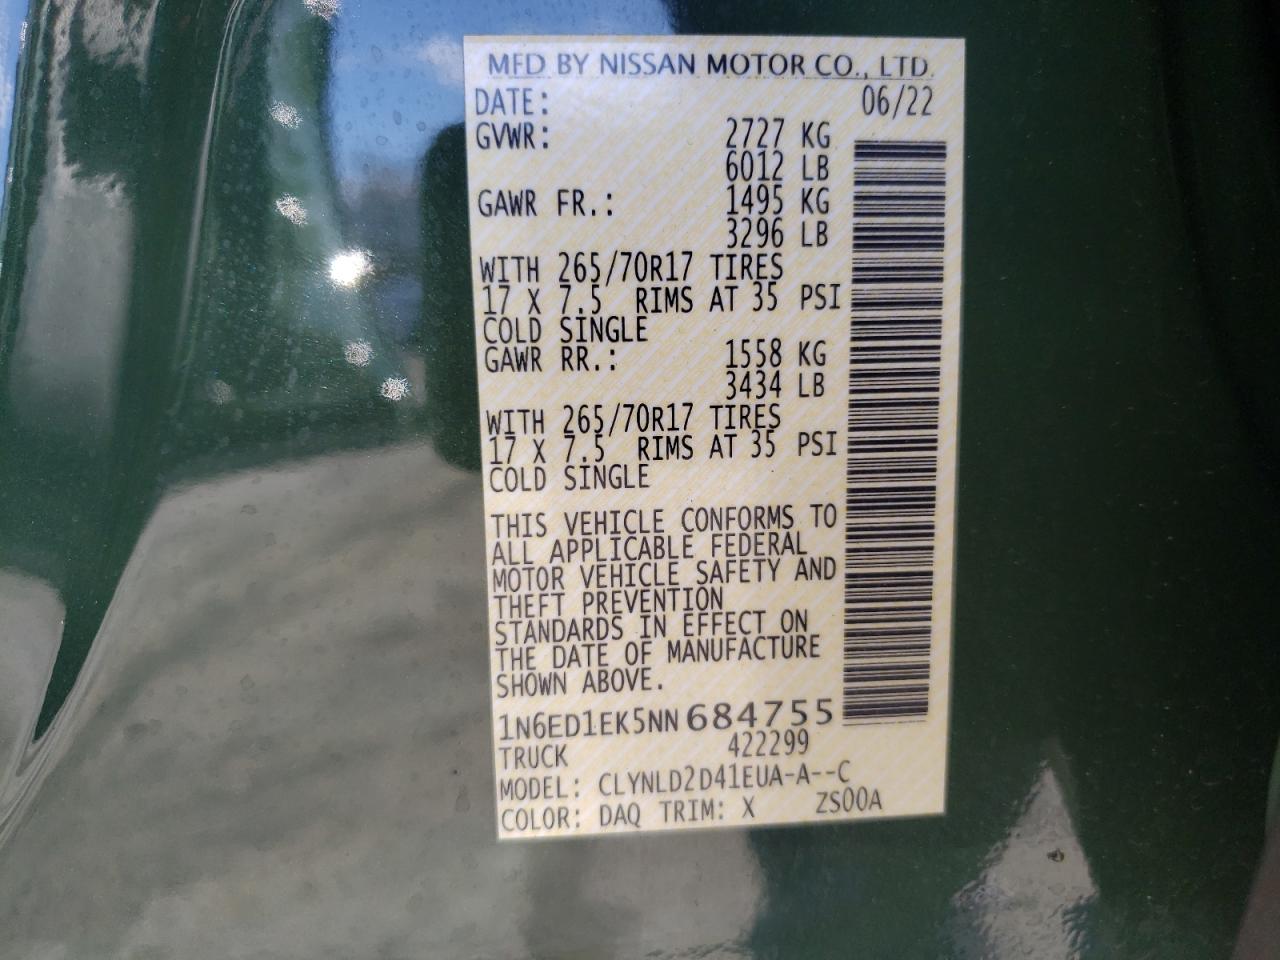 MFD BY NISSAN MOTOR CO., LTD.
DATE: 06/22
GVWR: 2727 KG
6012 LB
GAWR FR.: 1495 KG
3296 LB
WITH 265/70R17 TIRES
17 X 7.5 RIMS AT 35 PSI
COLD SINGLE
GAWR RR.: 1558 KG
3434 LB
WITH 265/70R17 TIRES
17 X 7.5 RIMS AT 35 PSI
COLD SINGLE
THIS VEHICLE CONFORMS TO
ALL APPLICABLE FEDERAL
MOTOR VEHICLE SAFETY AND
THEFT PREVENTION
STANDARDS IN EFFECT ON
THE DATE OF MANUFACTURE
SHOWN ABOVE.
1N6ED1EK5NN684755
TRUCK 422299
MODEL: CLYNLD2D41EUA-A--C
COLOR: DAQ TRIM: X ZS00A